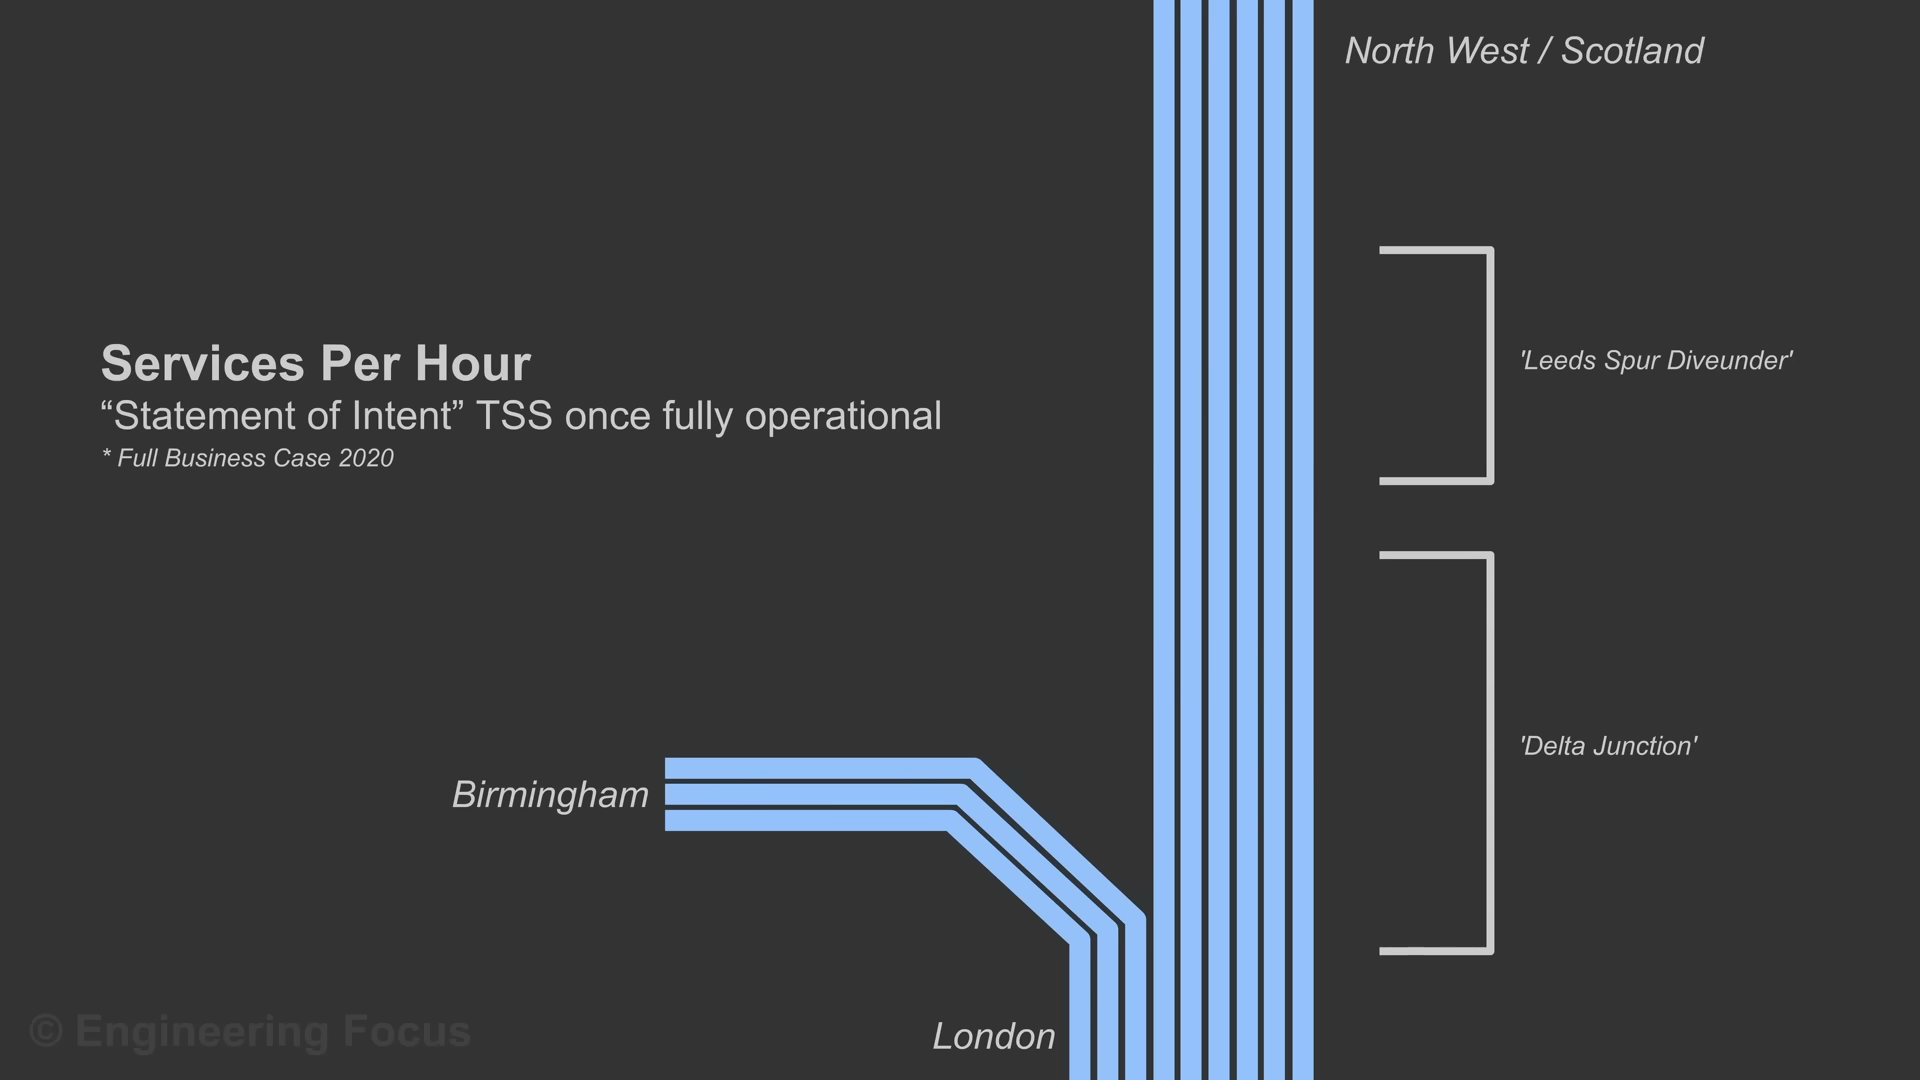 North West / Scotland
'Leeds Spur Diveunder'
Services Per Hour
“Statement of Intent” TSS once fully operational
* Full Business Case 2020
'Delta Junction'
Birmingham
London
© Engineering Focus